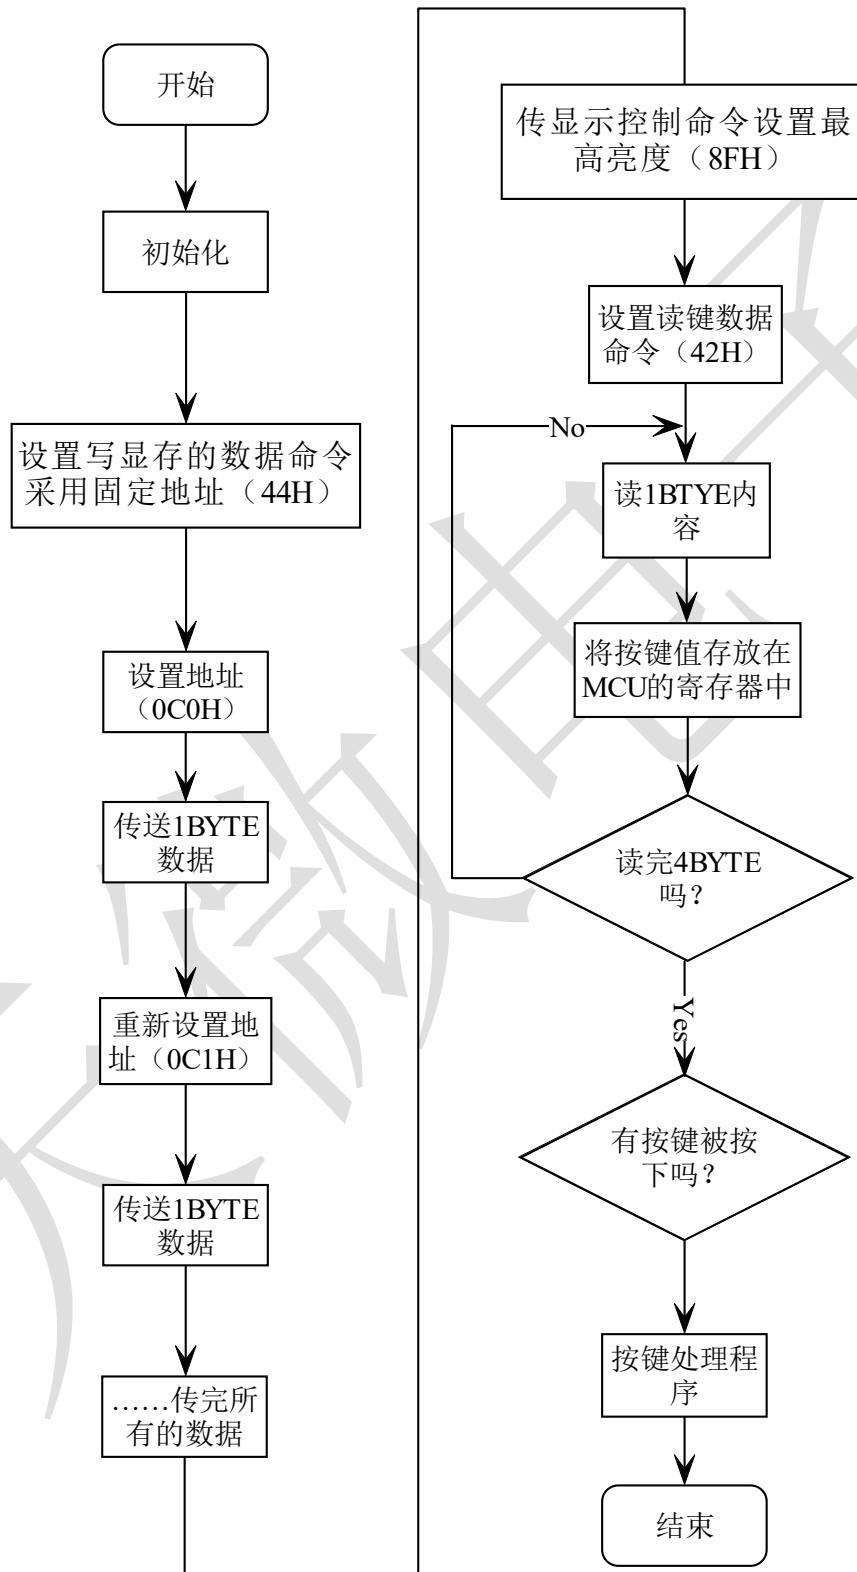 开始
初始化
设置写显存的数据命令
采用固定地址（44H）
设置地址
（0C0H）
传送1BYTE
数据
重新设置地
址（0C1H）
传送1BYTE
数据
……传完所
有的数据
传显示控制命令设置最
高亮度（8FH）
设置读键数据
命令（42H）
No
读1BTYE内
容
将按键值存放在
MCU的寄存器中
读完4BYTE
吗？
Yes
有按键被按
下吗？
按键处理程
序
结束